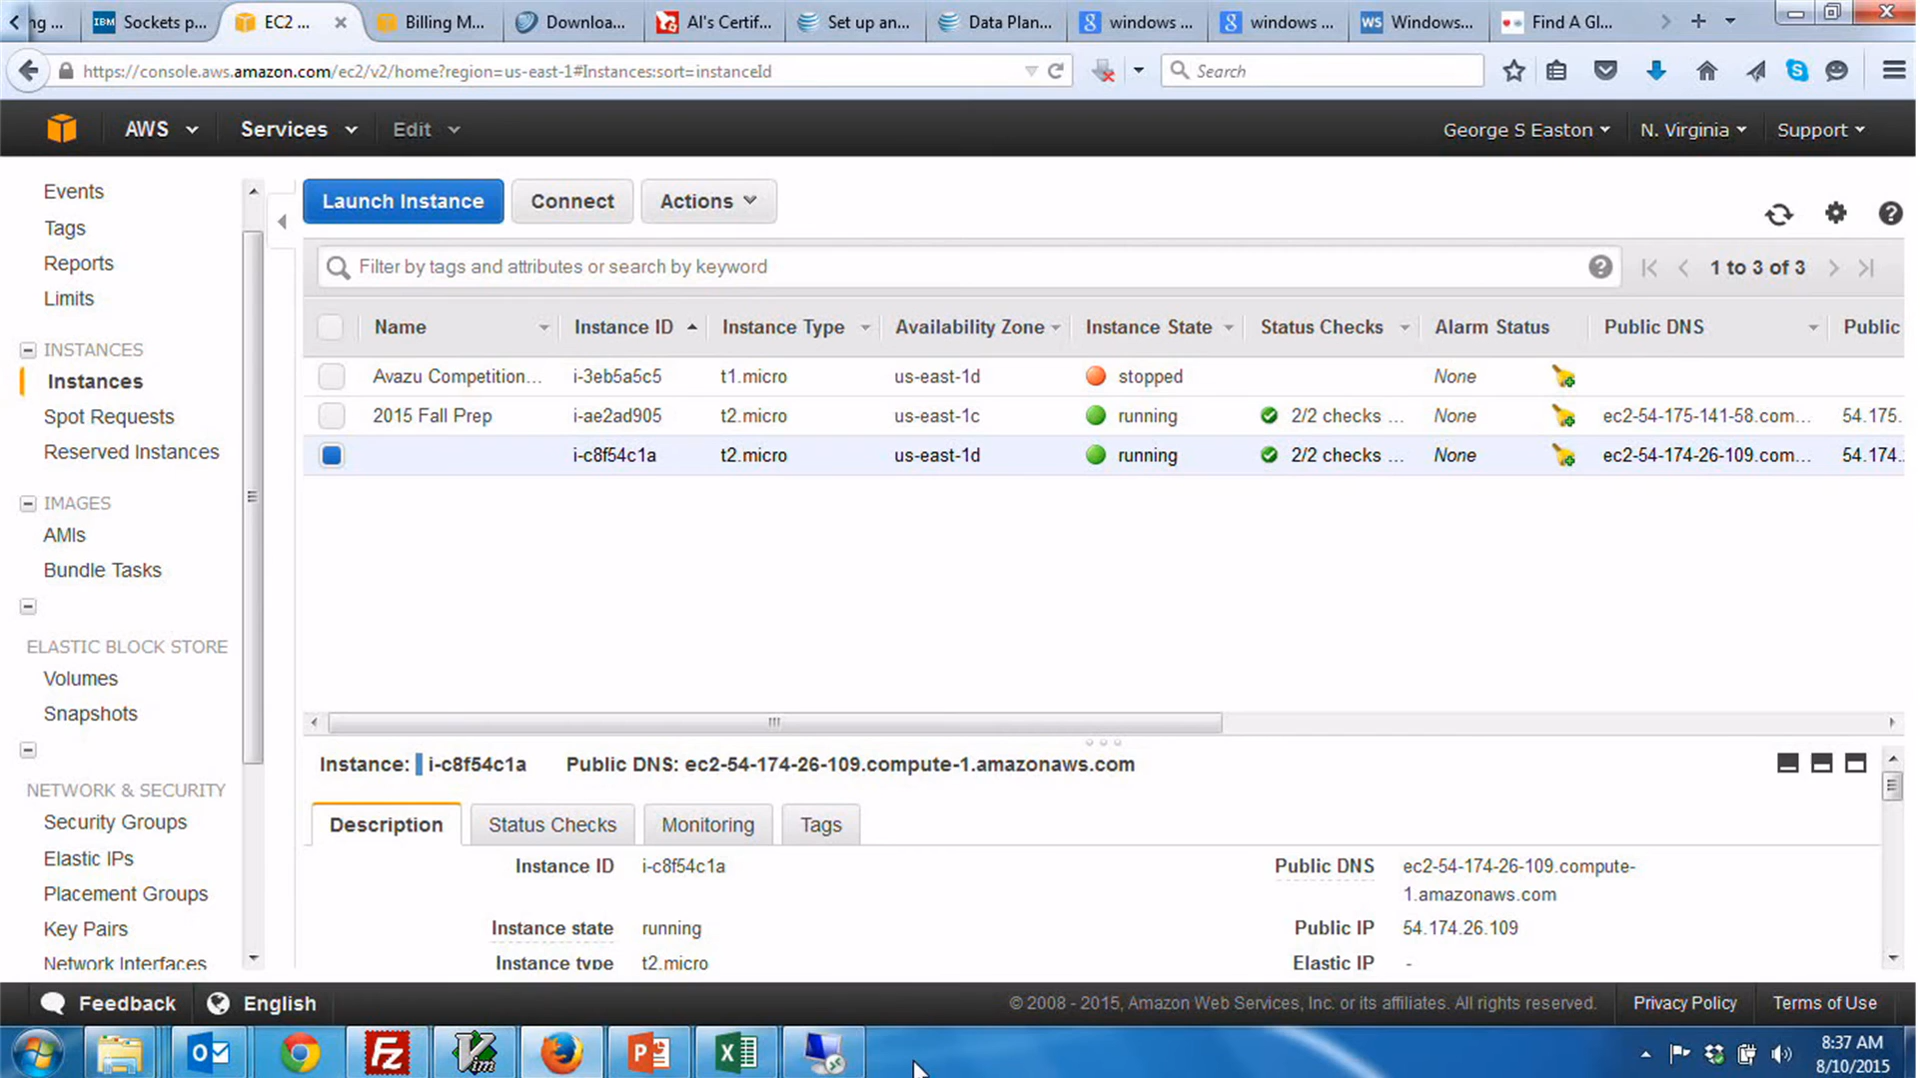 ng ...
IBM Sockets p...
EC2 ...
Billing M...
Downloa...
AI's Certif...
Set up an...
Data Plan...
windows ...
windows ...
WS Windows...
Find A Gl...
https://console.aws.amazon.com/ec2/v2/home?region=us-east-1#Instances:sort=instanceId
Search
AWS Services Edit
George S Easton N. Virginia Support
Events
Tags
Reports
Limits
INSTANCES
Instances
Spot Requests
Reserved Instances
IMAGES
AMIs
Bundle Tasks
ELASTIC BLOCK STORE
Volumes
Snapshots
NETWORK & SECURITY
Security Groups
Elastic IPs
Placement Groups
Key Pairs
Network Interfaces
Launch Instance Connect Actions
Filter by tags and attributes or search by keyword
1 to 3 of 3
Name Instance ID Instance Type Availability Zone Instance State Status Checks Alarm Status Public DNS Public
Avazu Competition... i-3eb5a5c5 t1.micro us-east-1d stopped None
2015 Fall Prep i-ae2ad905 t2.micro us-east-1c running 2/2 checks ... None ec2-54-175-141-58.com... 54.175.
i-c8f54c1a t2.micro us-east-1d running 2/2 checks ... None ec2-54-174-26-109.com... 54.174.
Instance: i-c8f54c1a Public DNS: ec2-54-174-26-109.compute-1.amazonaws.com
Description Status Checks Monitoring Tags
Instance ID i-c8f54c1a
Public DNS ec2-54-174-26-109.compute-
1.amazonaws.com
Instance state running
Public IP 54.174.26.109
Instance type t2.micro
Elastic IP -
Feedback English
© 2008 - 2015, Amazon Web Services, Inc. or its affiliates. All rights reserved. Privacy Policy Terms of Use
8:37 AM
8/10/2015